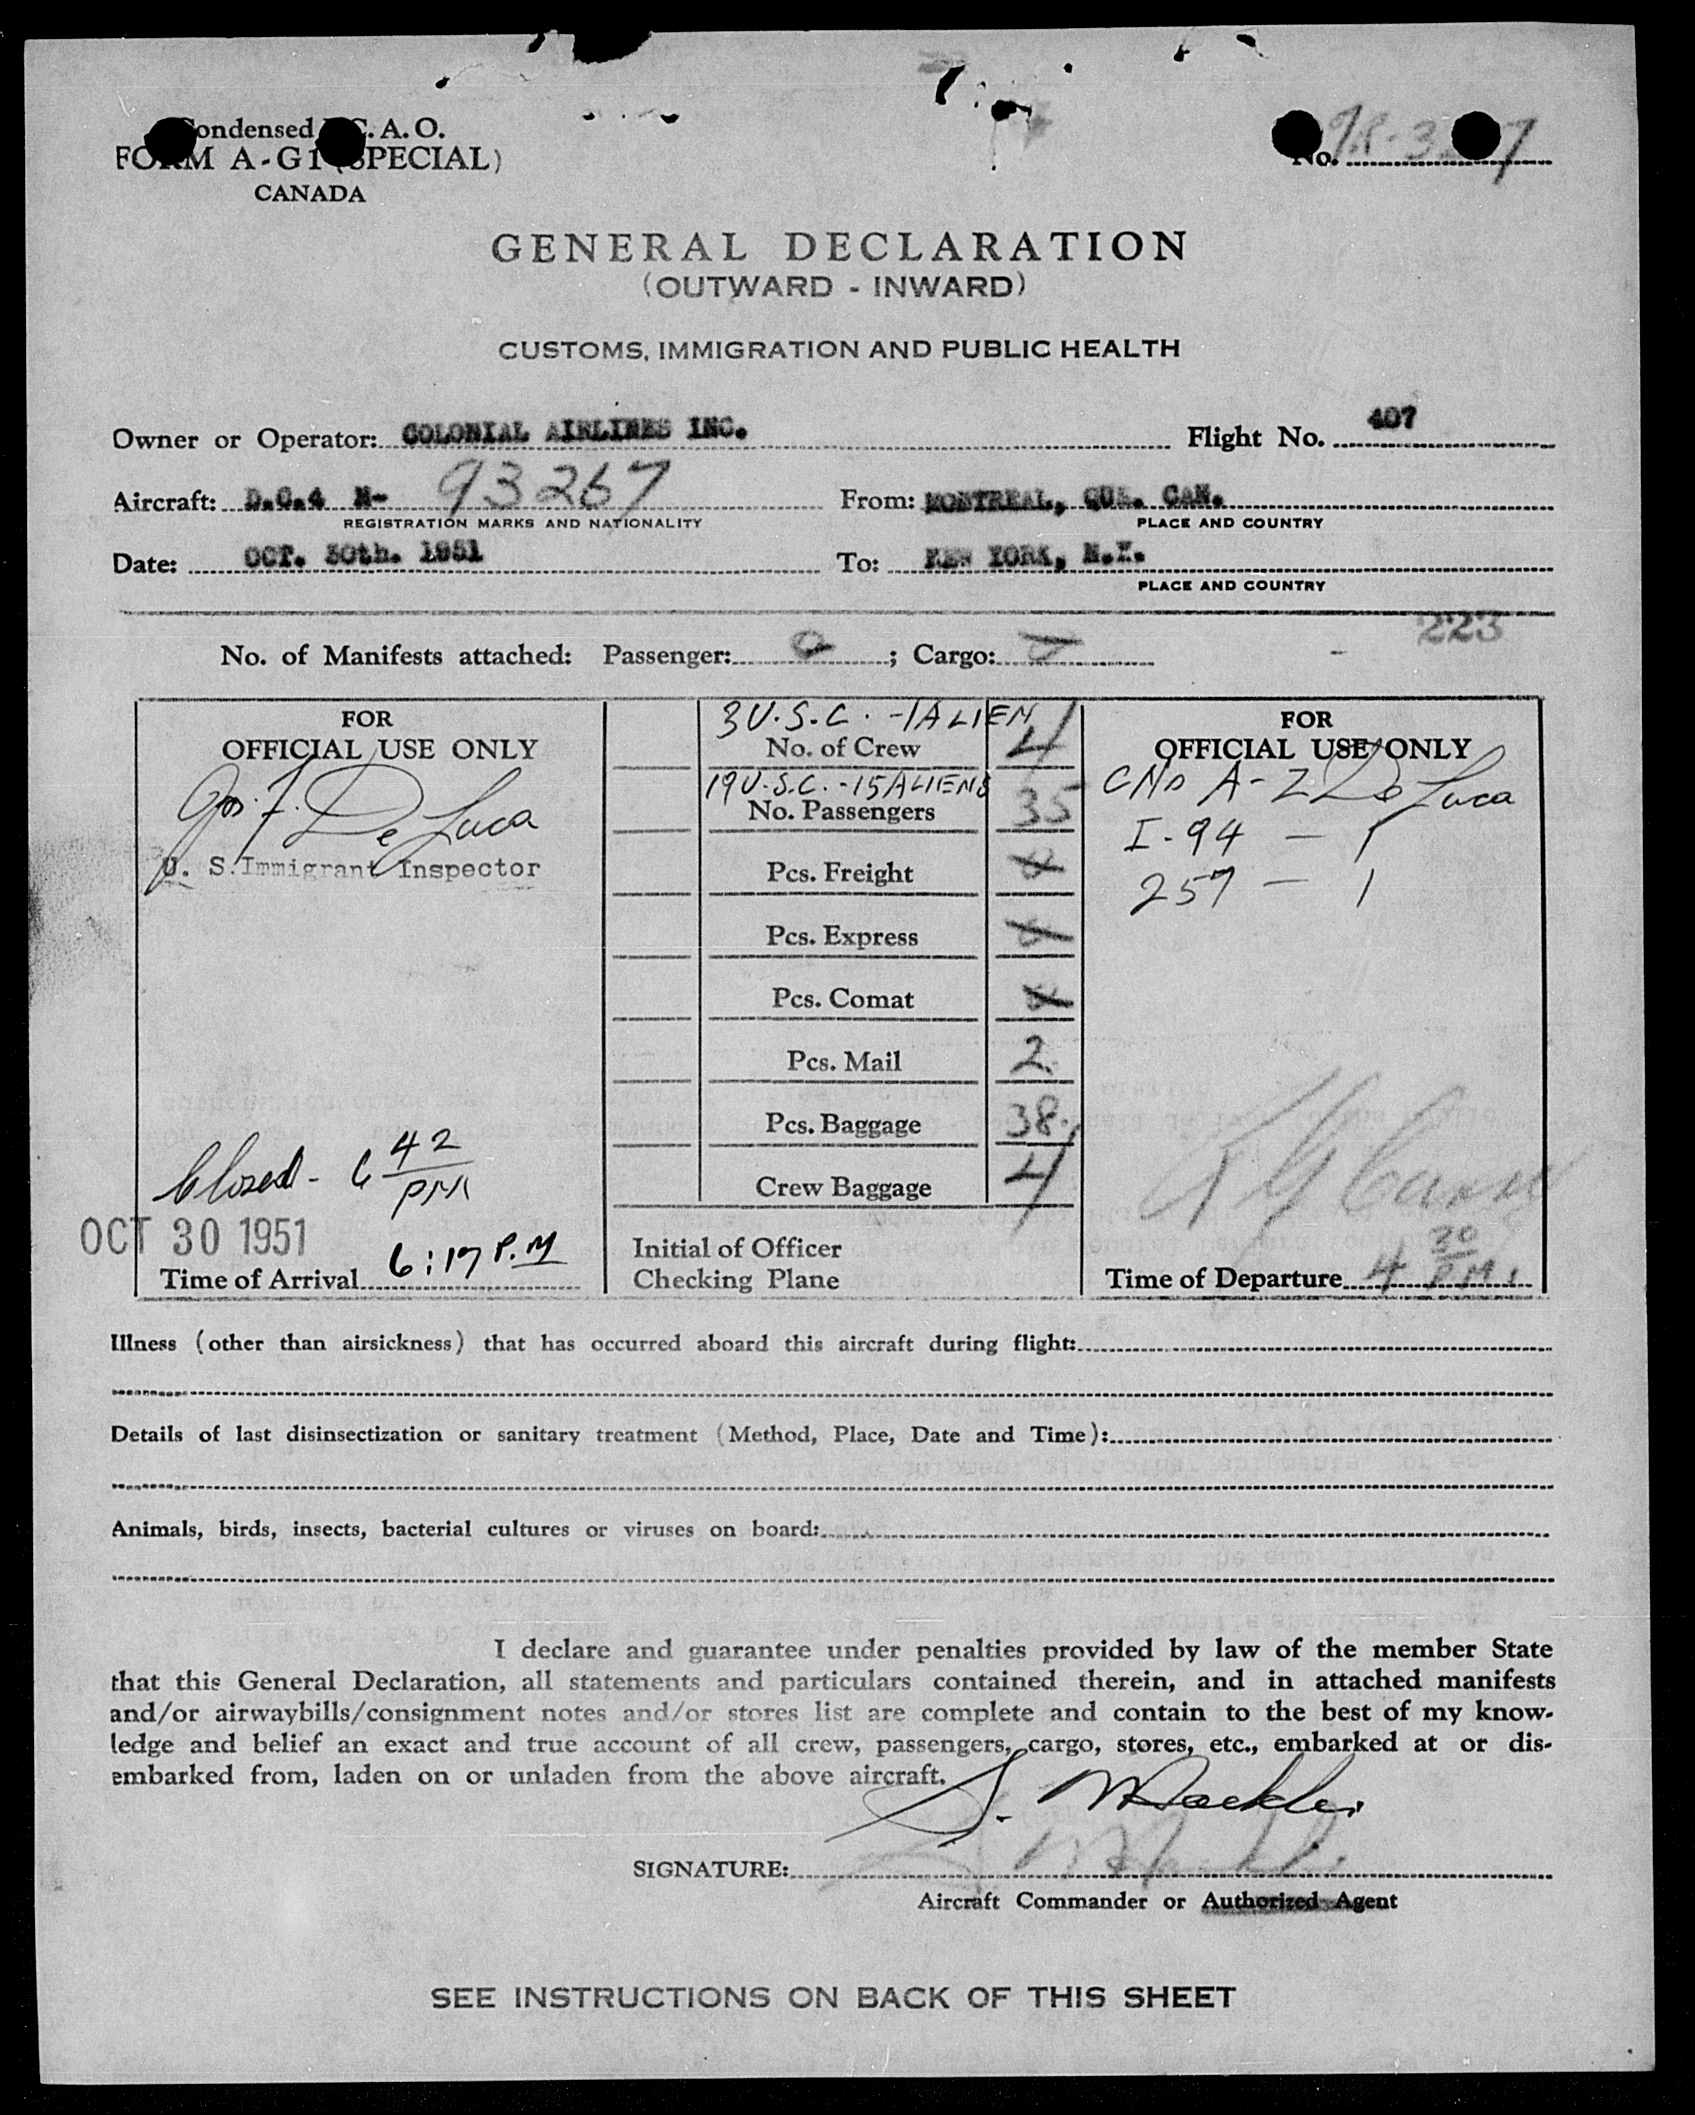 Condensed I.C.A.O.
FORM A-G1 (SPECIAL)
CANADA
No.
GENERAL DECLARATION
(OUTWARD - INWARD)
CUSTOMS, IMMIGRATION AND PUBLIC HEALTH
Owner or Operator: COLONIAL AIRLINES INC. Flight No. 407
Aircraft: D.C.4 N- 93267 From: MONTREAL, QUE. CAN.
REGISTRATION MARKS AND NATIONALITY PLACE AND COUNTRY
Date: OCT. 30th. 1951 To: NEW YORK, N.Y.
PLACE AND COUNTRY
223
No. of Manifests attached: Passenger: 0 ; Cargo: 0
FOR
OFFICIAL USE ONLY
Jos. F. De Luca
U. S. Immigrant Inspector
Closed - 6 42
PM
OCT 30 1951
Time of Arrival 6:17 P.M
3 U.S.C. - 1 ALIEN
No. of Crew 4
19 U.S.C. - 15 ALIENS
No. Passengers 35
Pcs. Freight 0
Pcs. Express 0
Pcs. Comat 0
Pcs. Mail 2
Pcs. Baggage 38
Crew Baggage 4
Initial of Officer
Checking Plane
FOR
OFFICIAL USE ONLY
A-Z De Luca
I-94 - 1
257 - 1
Time of Departure 4 30 PM
Illness (other than airsickness) that has occurred aboard this aircraft during flight:
Details of last disinsectization or sanitary treatment (Method, Place, Date and Time):
Animals, birds, insects, bacterial cultures or viruses on board:
I declare and guarantee under penalties provided by law of the member State
that this General Declaration, all statements and particulars contained therein, and in attached manifests
and/or airwaybills/consignment notes and/or stores list are complete and contain to the best of my know-
ledge and belief an exact and true account of all crew, passengers, cargo, stores, etc., embarked at or dis-
embarked from, laden on or unladen from the above aircraft.
SIGNATURE:
Aircraft Commander or Authorized Agent
SEE INSTRUCTIONS ON BACK OF THIS SHEET